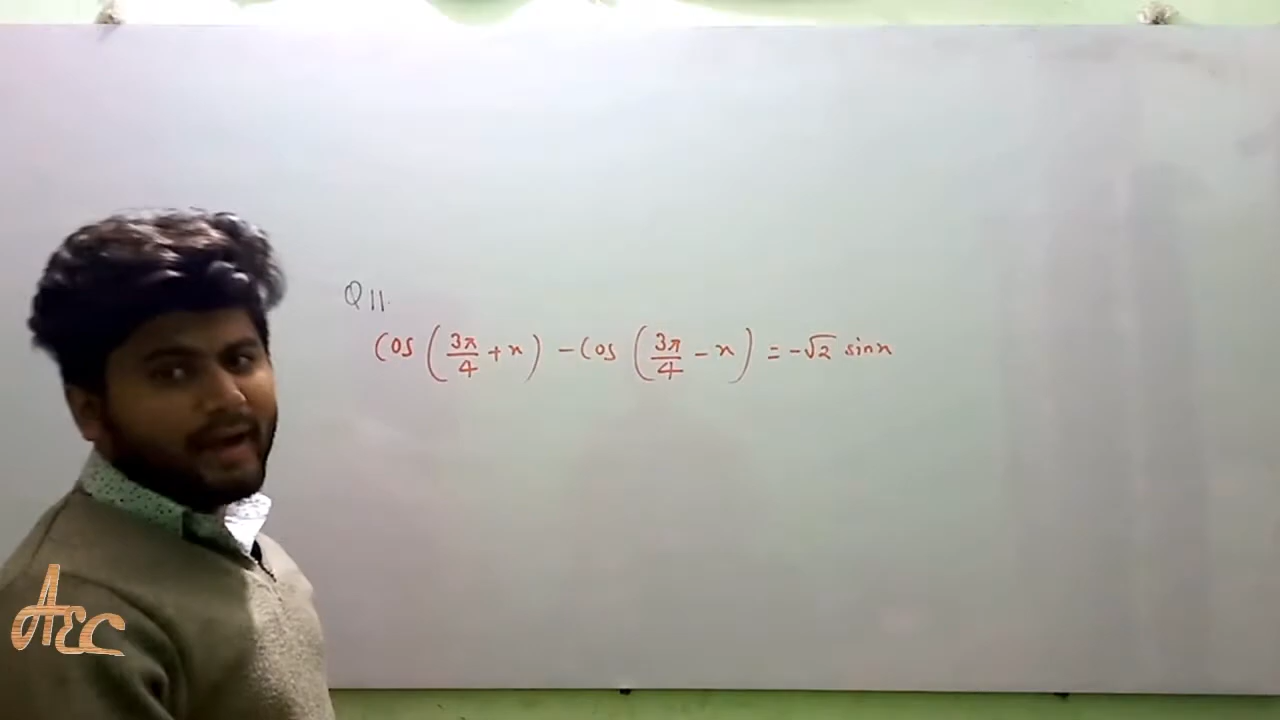 Q11.
Cos (3π/4 + x) - Cos (3π/4 - x) = -√2 sinx
AEC